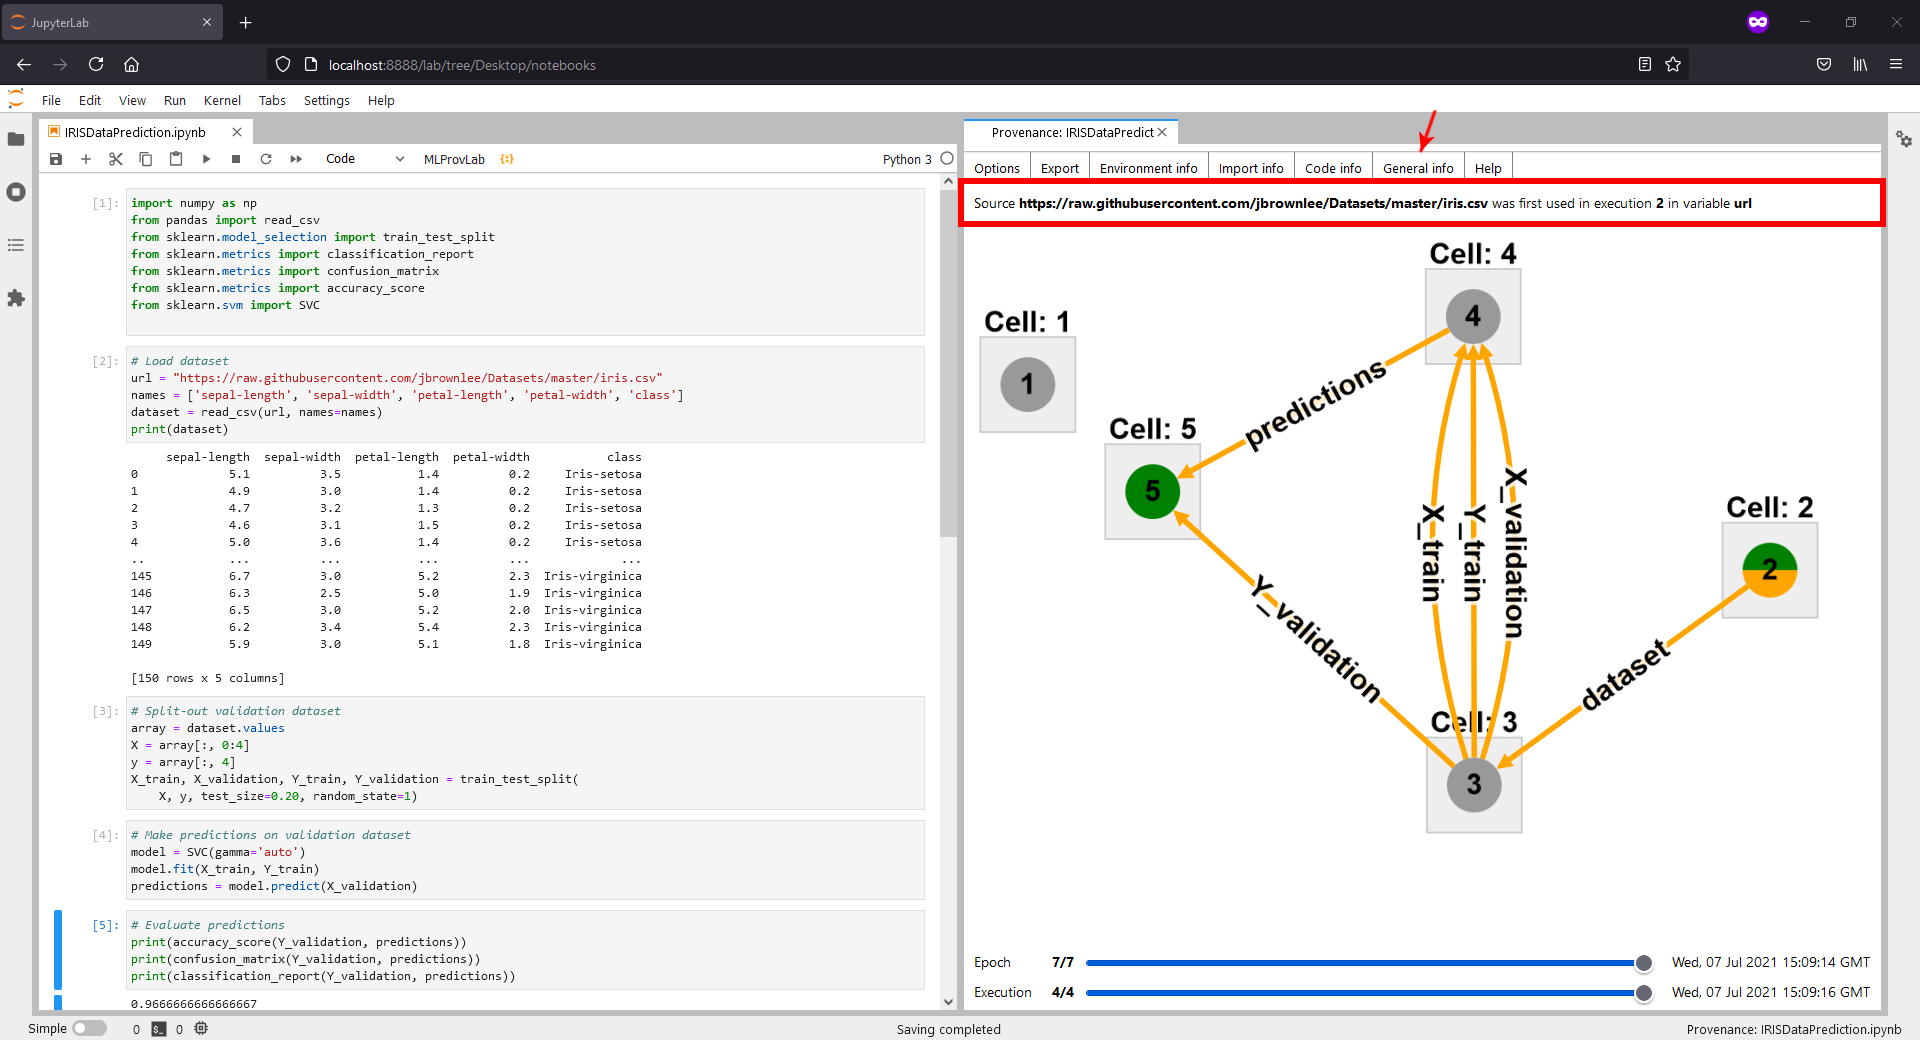 JupyterLab
localhost:8888/lab/tree/Desktop/notebooks
File Edit View Run Kernel Tabs Settings Help
IRISDataPrediction.ipynb
Code MLProvLab Python 3
[1]: import numpy as np
from pandas import read_csv
from sklearn.model_selection import train_test_split
from sklearn.metrics import classification_report
from sklearn.metrics import confusion_matrix
from sklearn.metrics import accuracy_score
from sklearn.svm import SVC
[2]: # Load dataset
url = "https://raw.githubusercontent.com/jbrownlee/Datasets/master/iris.csv"
names = ['sepal-length', 'sepal-width', 'petal-length', 'petal-width', 'class']
dataset = read_csv(url, names=names)
print(dataset)
sepal-length sepal-width petal-length petal-width class
0 5.1 3.5 1.4 0.2 Iris-setosa
1 4.9 3.0 1.4 0.2 Iris-setosa
2 4.7 3.2 1.3 0.2 Iris-setosa
3 4.6 3.1 1.5 0.2 Iris-setosa
4 5.0 3.6 1.4 0.2 Iris-setosa
.. ... ... ... ... ...
145 6.7 3.0 5.2 2.3 Iris-virginica
146 6.3 2.5 5.0 1.9 Iris-virginica
147 6.5 3.0 5.2 2.0 Iris-virginica
148 6.2 3.4 5.4 2.3 Iris-virginica
149 5.9 3.0 5.1 1.8 Iris-virginica
[150 rows x 5 columns]
[3]: # Split-out validation dataset
array = dataset.values
X = array[:, 0:4]
y = array[:, 4]
X_train, X_validation, Y_train, Y_validation = train_test_split(
X, y, test_size=0.20, random_state=1)
[4]: # Make predictions on validation dataset
model = SVC(gamma='auto')
model.fit(X_train, Y_train)
predictions = model.predict(X_validation)
[5]: # Evaluate predictions
print(accuracy_score(Y_validation, predictions))
print(confusion_matrix(Y_validation, predictions))
print(classification_report(Y_validation, predictions))
0.9666666666666667
Provenance: IRISDataPredict
Options Export Environment info Import info Code info General info Help
Source https://raw.githubusercontent.com/jbrownlee/Datasets/master/iris.csv was first used in execution 2 in variable url
Cell: 4
4
Cell: 1
1
predictions
Cell: 5
5
X_train
Y_train
X_validation
Cell: 2
2
Y_validation
dataset
Cell: 3
3
Epoch 7/7 Wed, 07 Jul 2021 15:09:14 GMT
Execution 4/4 Wed, 07 Jul 2021 15:09:16 GMT
Simple 0 $_ 0 Saving completed Provenance: IRISDataPrediction.ipynb